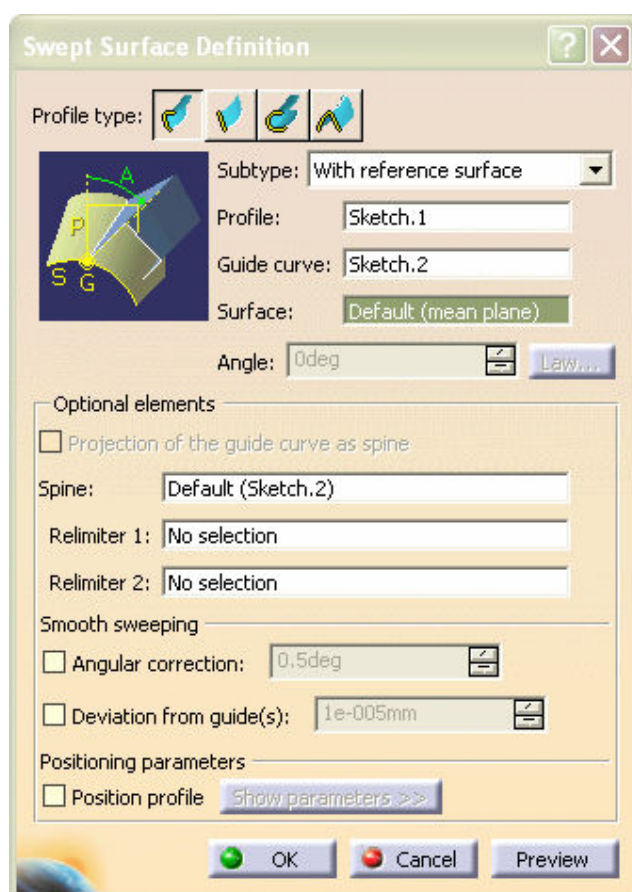 Swept Surface Definition
Profile type:
Subtype: With reference surface
A
P
S G
Profile: Sketch.1
Guide curve: Sketch.2
Surface: Default (mean plane)
Angle: 0deg Law...
Optional elements
Projection of the guide curve as spine
Spine: Default (Sketch.2)
Relimiter 1: No selection
Relimiter 2: No selection
Smooth sweeping
Angular correction: 0.5deg
Deviation from guide(s): 1e-005mm
Positioning parameters
Position profile Show parameters >>
OK Cancel Preview